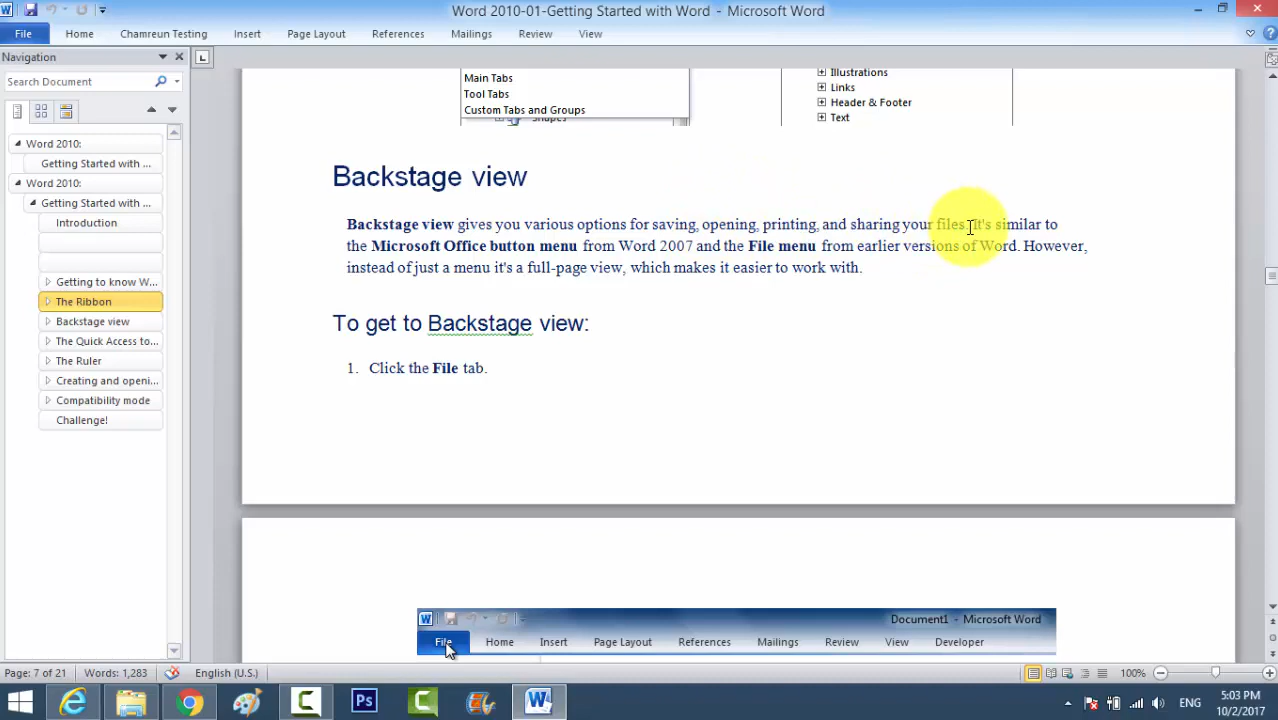 Word 2010-01-Getting Started with Word - Microsoft Word
File Home Chamreun Testing Insert Page Layout References Mailings Review View
Navigation
Search Document
Word 2010:
Getting Started with ...
Word 2010:
Getting Started with ...
Introduction
Getting to know W...
The Ribbon
Backstage view
The Quick Access to...
The Ruler
Creating and openi...
Compatibility mode
Challenge!
Main Tabs
Tool Tabs
Custom Tabs and Groups
Shapes
Illustrations
Links
Header & Footer
Text
Backstage view
Backstage view gives you various options for saving, opening, printing, and sharing your files. It's similar to
the Microsoft Office button menu from Word 2007 and the File menu from earlier versions of Word. However,
instead of just a menu it's a full-page view, which makes it easier to work with.
To get to Backstage view:
1. Click the File tab.
Document1 - Microsoft Word
File Home Insert Page Layout References Mailings Review View Developer
Page: 7 of 21 Words: 1,283 English (U.S.) 100%
Ps
ENG
5:03 PM
10/2/2017